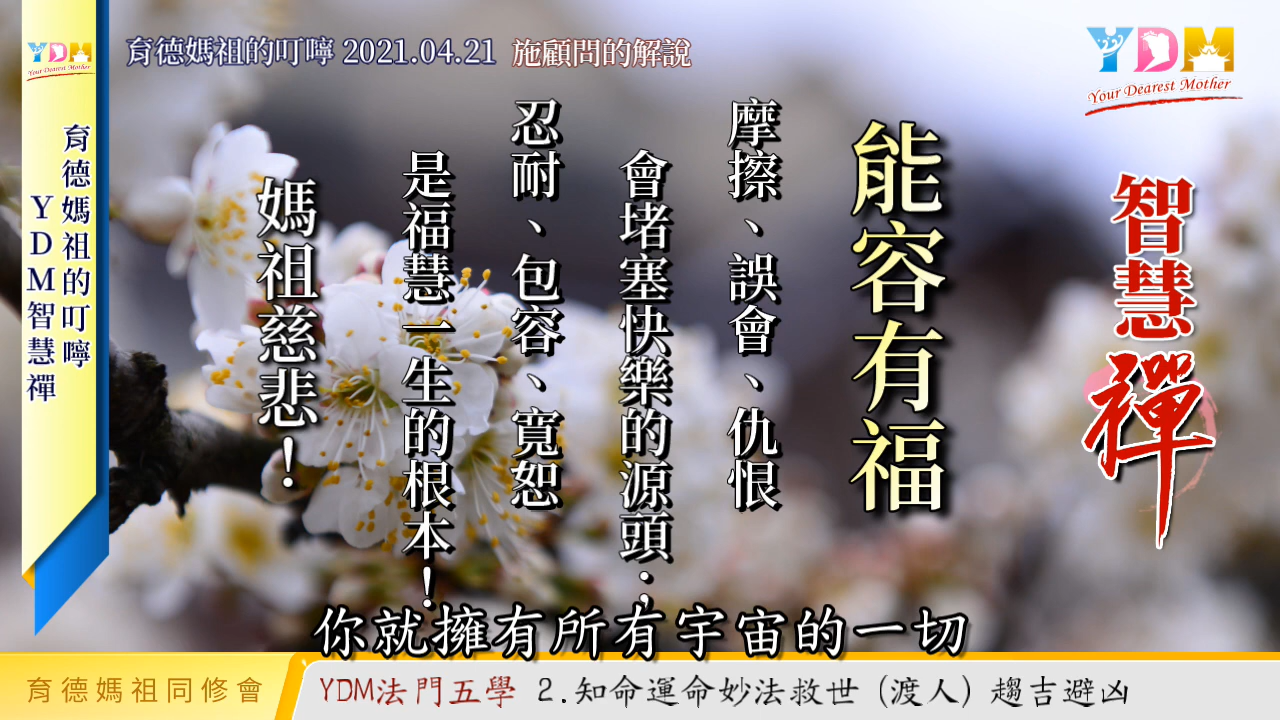 育德媽祖的叮嚀 2021.04.21 施顧問的解說
YDM
Your Dearest Mother
智慧禪
能容有福
摩擦、誤會、仇恨
會堵塞快樂的源頭；
忍耐、包容、寬恕
是福慧一生的根本！
媽祖慈悲！
YDM
Your Dearest Mother
育德媽祖的叮嚀
YDM智慧禪
你就擁有所有宇宙的一切
育德媽祖同修會
YDM法門五學 2.知命運命妙法救世 (渡人) 趨吉避凶